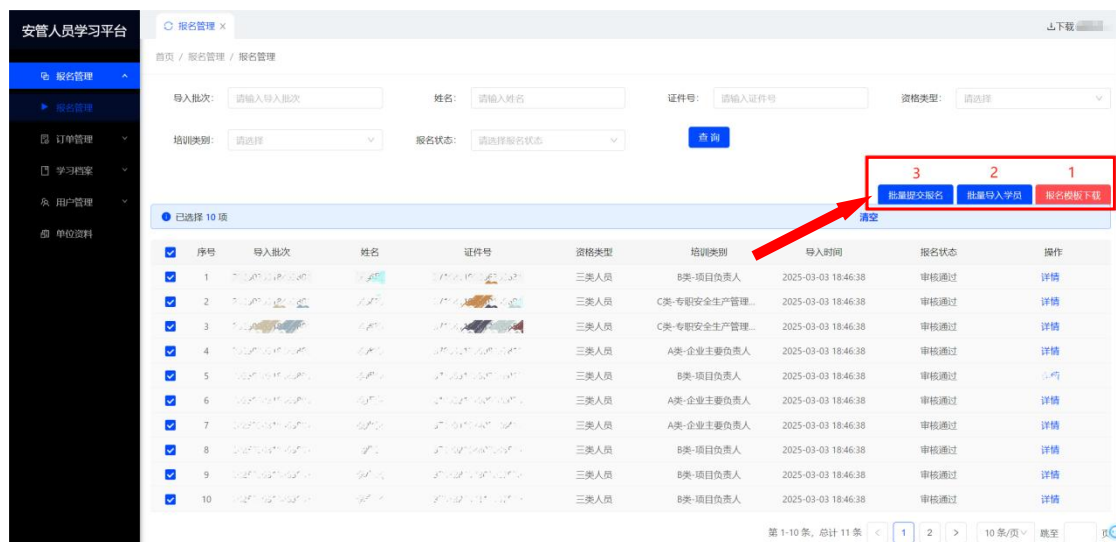 安管人员学习平台
报名管理 ×
下载
首页 / 报名管理 / 报名管理
报名管理
报名管理
订单管理
学习档案
用户管理
单位资料
导入批次: 请输入导入批次 姓名: 请输入姓名 证件号: 请输入证件号 资格类型: 请选择
培训类别: 请选择 报名状态: 请选择报名状态 查询
3 2 1
批量提交报名 批量导入学员 报名模板下载
已选择 10 项 清空
序号 导入批次 姓名 证件号 资格类型 培训类别 导入时间 报名状态 操作
1 三类人员 B类-项目负责人 2025-03-03 18:46:38 审核通过 详情
2 三类人员 C类-专职安全生产管理... 2025-03-03 18:46:38 审核通过 详情
3 三类人员 C类-专职安全生产管理... 2025-03-03 18:46:38 审核通过 详情
4 三类人员 A类-企业主要负责人 2025-03-03 18:46:38 审核通过 详情
5 三类人员 B类-项目负责人 2025-03-03 18:46:38 审核通过
6 三类人员 A类-企业主要负责人 2025-03-03 18:46:38 审核通过 详情
7 三类人员 A类-企业主要负责人 2025-03-03 18:46:38 审核通过 详情
8 三类人员 B类-项目负责人 2025-03-03 18:46:38 审核通过 详情
9 三类人员 B类-项目负责人 2025-03-03 18:46:38 审核通过 详情
10 三类人员 B类-项目负责人 2025-03-03 18:46:38 审核通过 详情
第 1-10 条, 总计 11 条 < 1 2 > 10 条/页 跳至